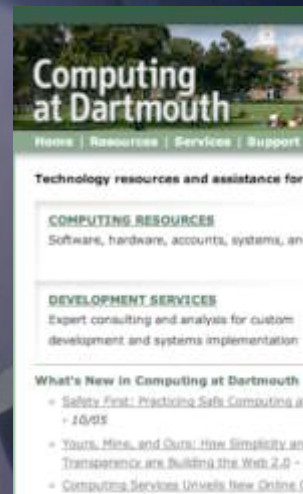 Computing
at Dartmouth
Home | Resources | Services | Support
Technology resources and assistance for
COMPUTING RESOURCES
Software, hardware, accounts, systems, an
DEVELOPMENT SERVICES
Expert consulting and analysis for custom
development and systems implementation
What's New in Computing at Dartmouth
Safety First: Practicing Safe Computing a
- 10/05
Yours, Mine, and Ours: How Simplicity an
Transparency are Building the Web 2.0 -
Computing Services Unveils New Online